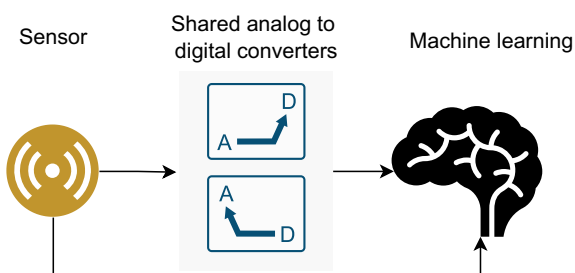 Sensor
Shared analog to
digital converters
Machine learning
D
A
A
D